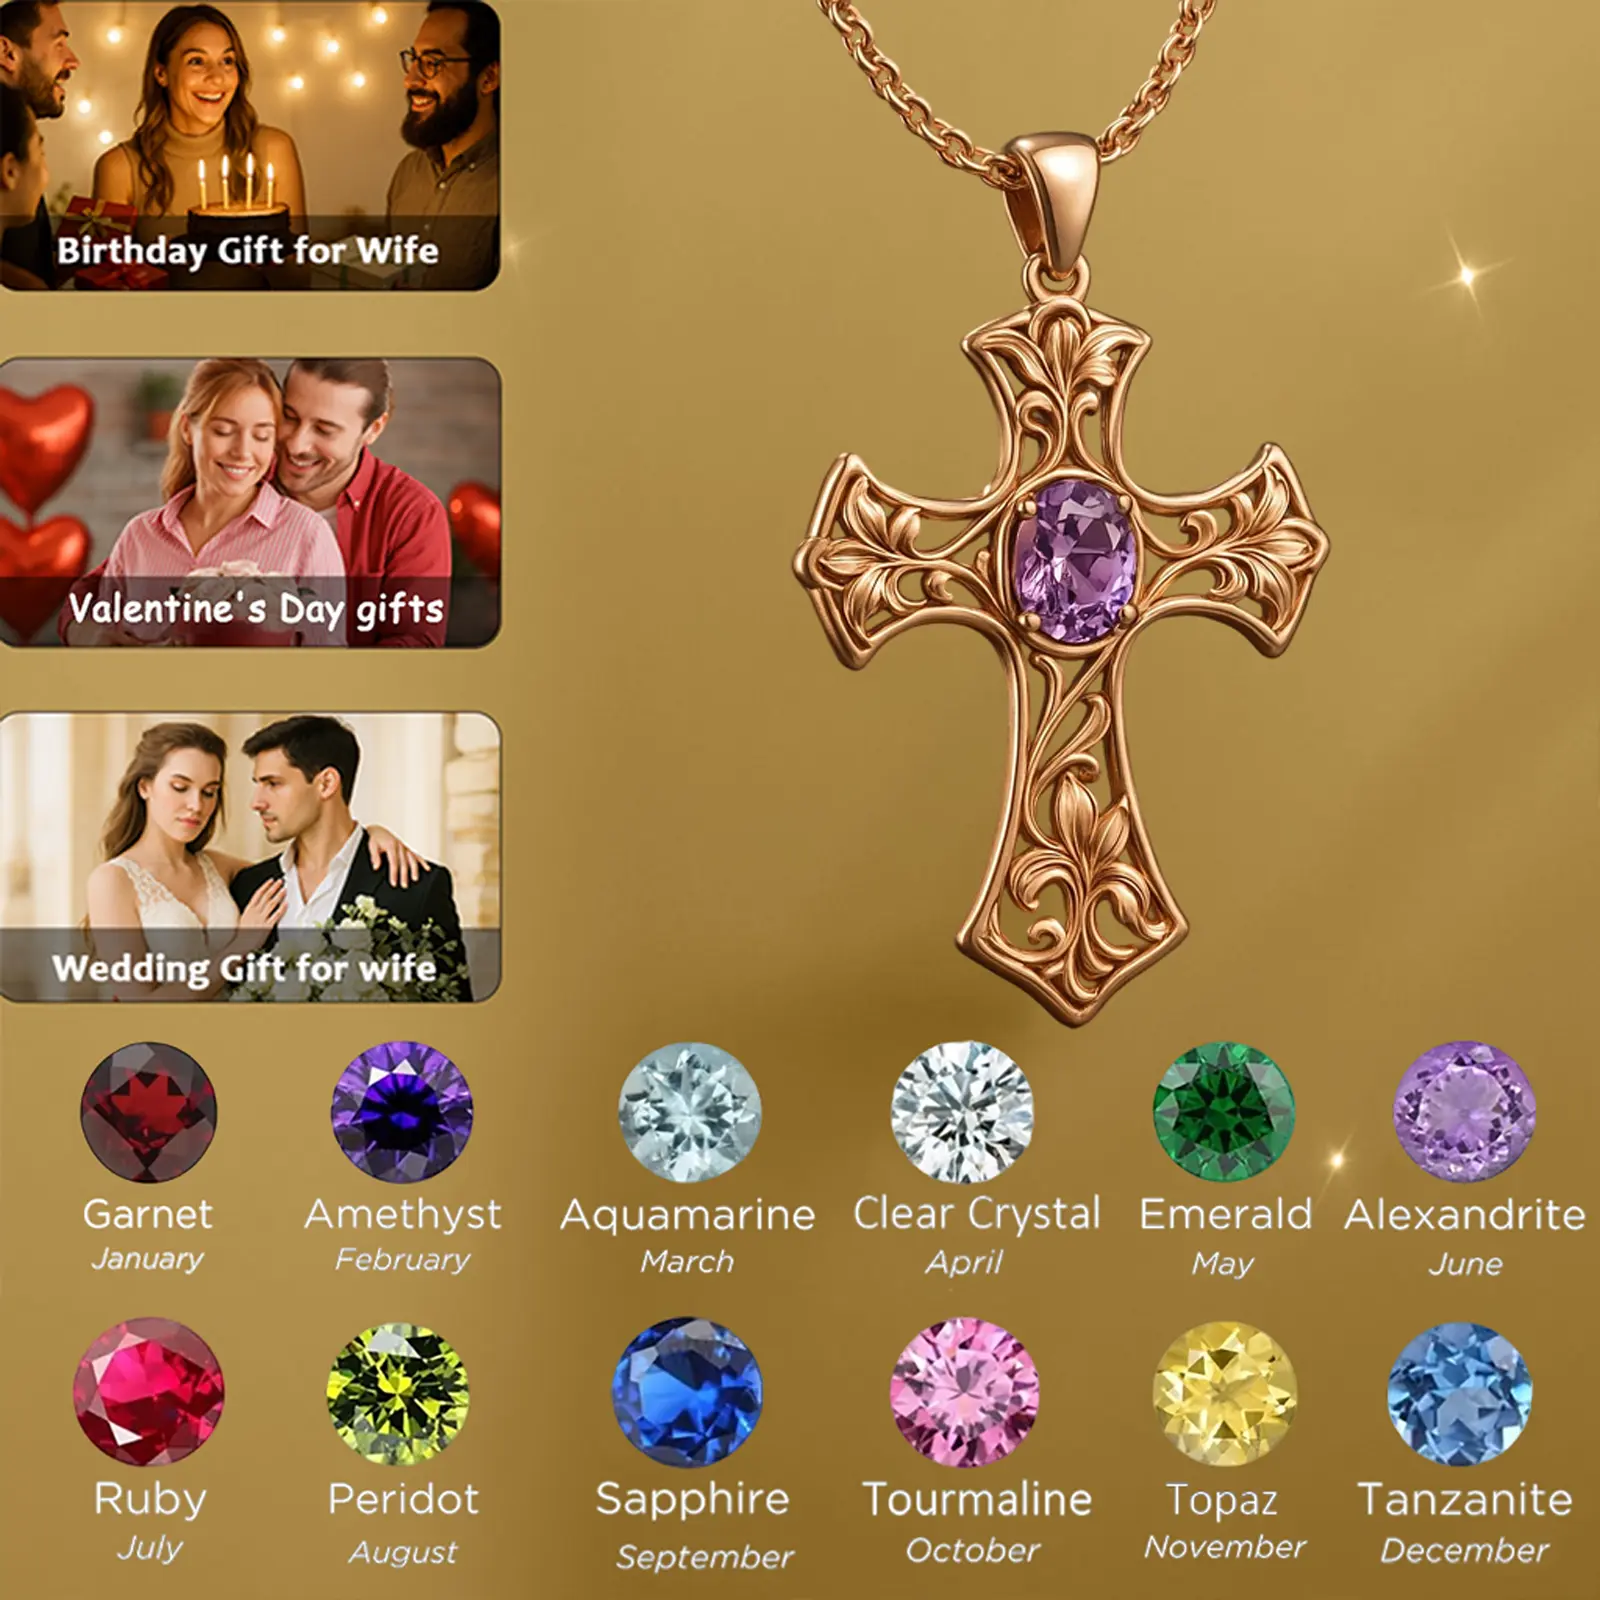 Birthday Gift for Wife
Valentine's Day gifts
Wedding Gift for wife
Garnet
January
Amethyst
February
Aquamarine
March
Clear Crystal
April
Emerald
May
Alexandrite
June
Ruby
July
Peridot
August
Sapphire
September
Tourmaline
October
Topaz
November
Tanzanite
December